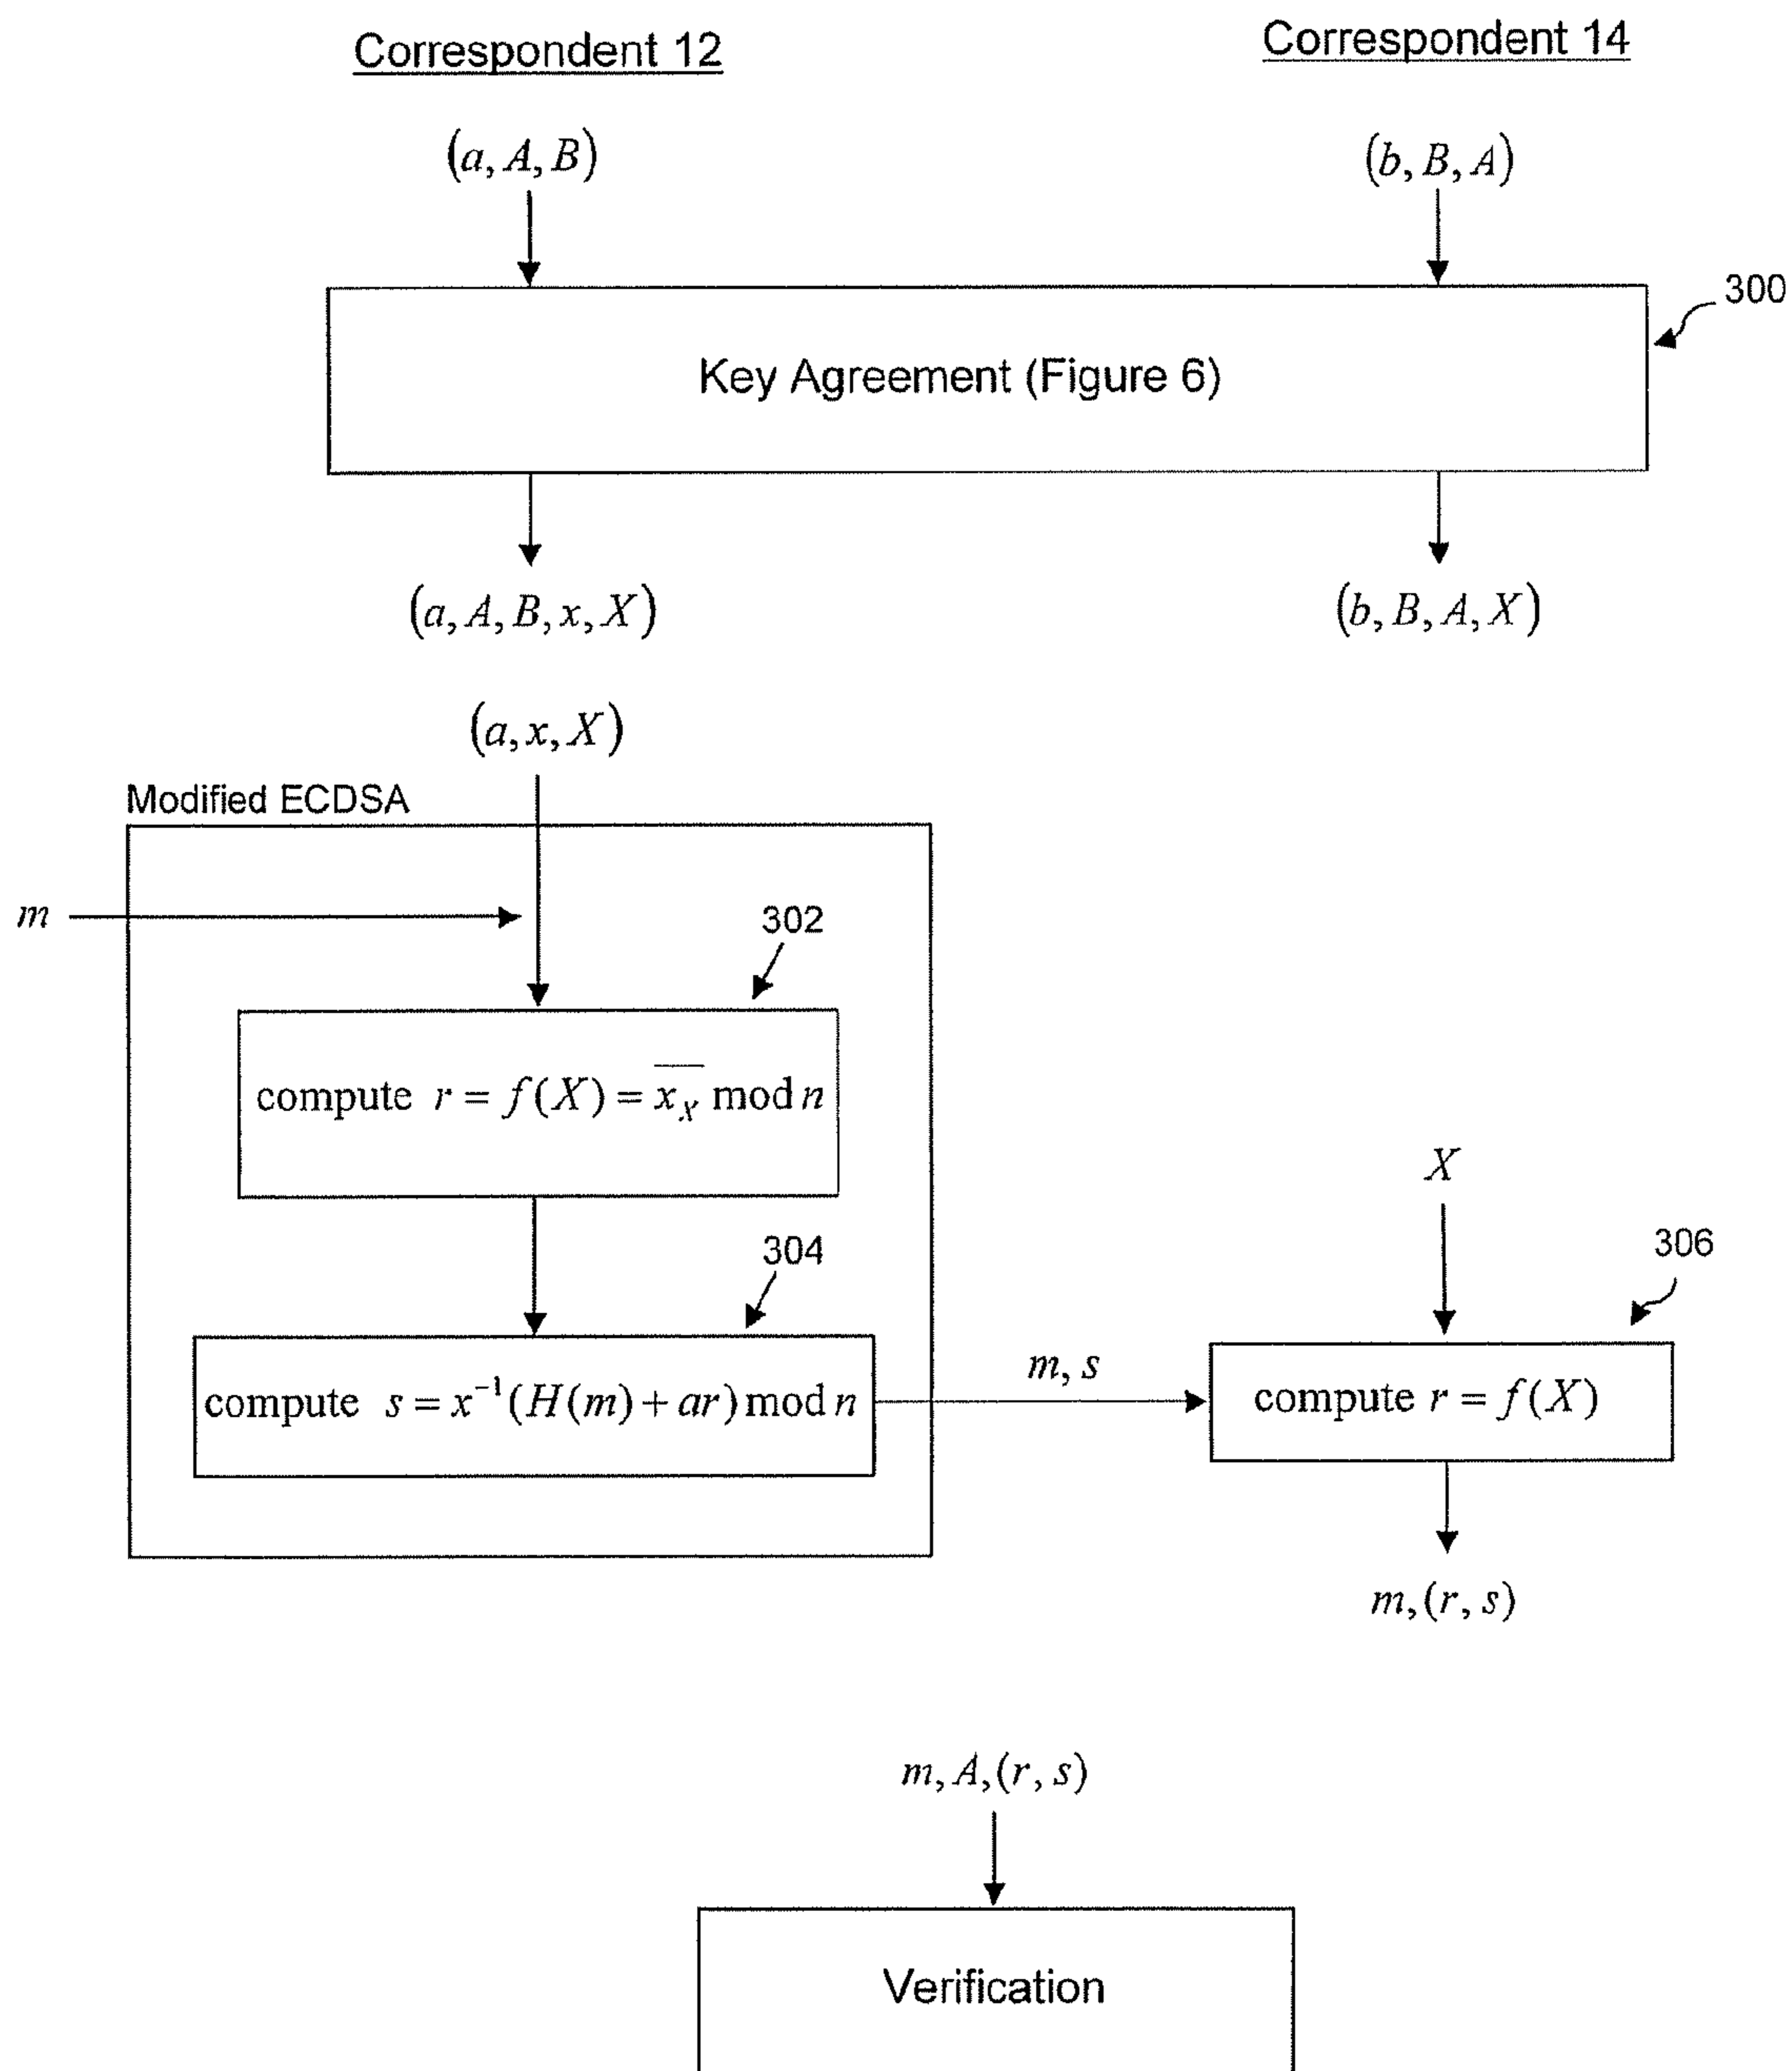 Correspondent 12
Correspondent 14
(a, A, B)
(b, B, A)
300
Key Agreement (Figure 6)
(a, A, B, x, X)
(b, B, A, X)
(a, x, X)
Modified ECDSA
m
302
compute r = f(X) = x̅_X mod n
X
304
306
compute s = x⁻¹(H(m) + ar) mod n
m, s
compute r = f(X)
m, (r, s)
m, A, (r, s)
Verification